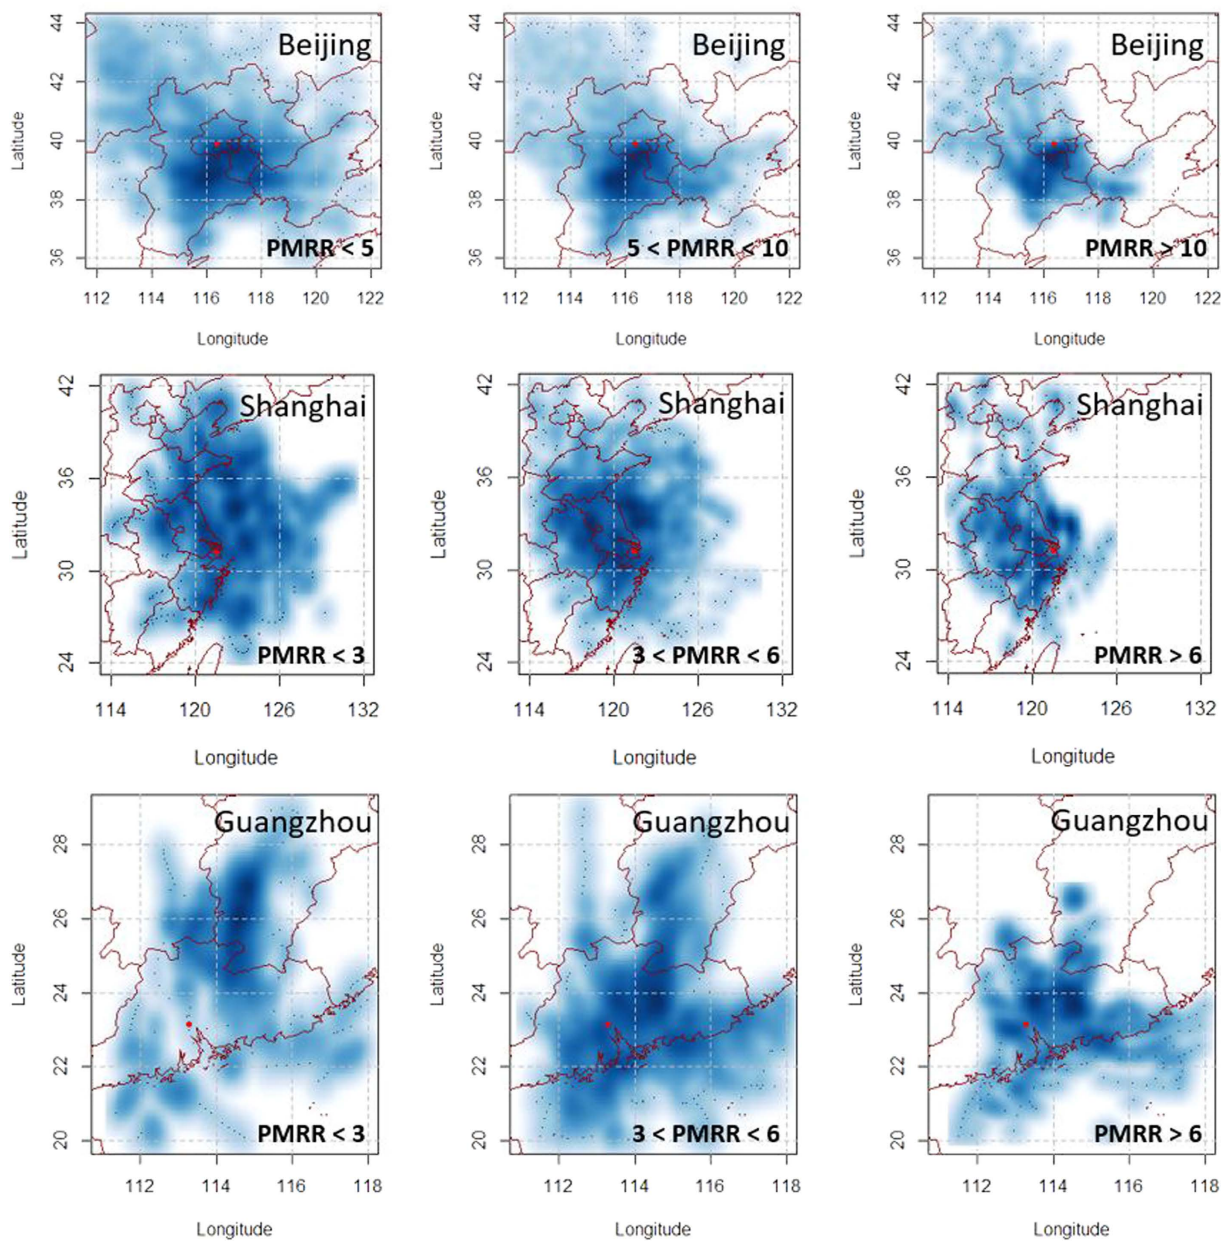 Beijing
PMRR < 5
Latitude
44
42
40
38
36
112 114 116 118 120 122
Longitude
Beijing
5 < PMRR < 10
Latitude
44
42
40
38
36
112 114 116 118 120 122
Longitude
Beijing
PMRR > 10
Latitude
44
42
40
38
36
112 114 116 118 120 122
Longitude
Shanghai
PMRR < 3
Latitude
42
36
30
24
114 120 126 132
Longitude
Shanghai
3 < PMRR < 6
Latitude
42
36
30
24
114 120 126 132
Longitude
Shanghai
PMRR > 6
Latitude
42
36
30
24
114 120 126 132
Longitude
Guangzhou
PMRR < 3
Latitude
28
26
24
22
20
112 114 116 118
Longitude
Guangzhou
3 < PMRR < 6
Latitude
28
26
24
22
20
112 114 116 118
Longitude
Guangzhou
PMRR > 6
Latitude
28
26
24
22
20
112 114 116 118
Longitude